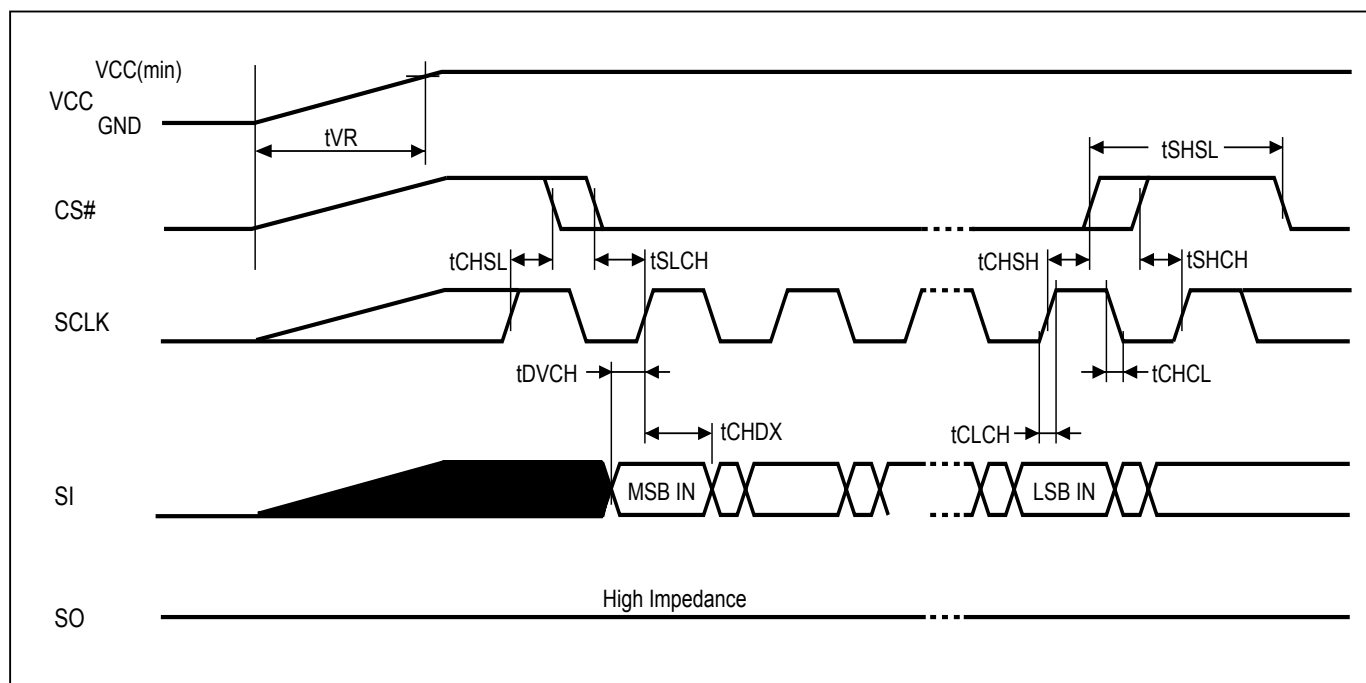 VCC(min)
VCC
GND
tVR
tSHSL
CS#
tCHSL
tSLCH
tCHSH
tSHCH
SCLK
tDVCH
tCHCL
tCHDX
tCLCH
SI
MSB IN
LSB IN
High Impedance
SO